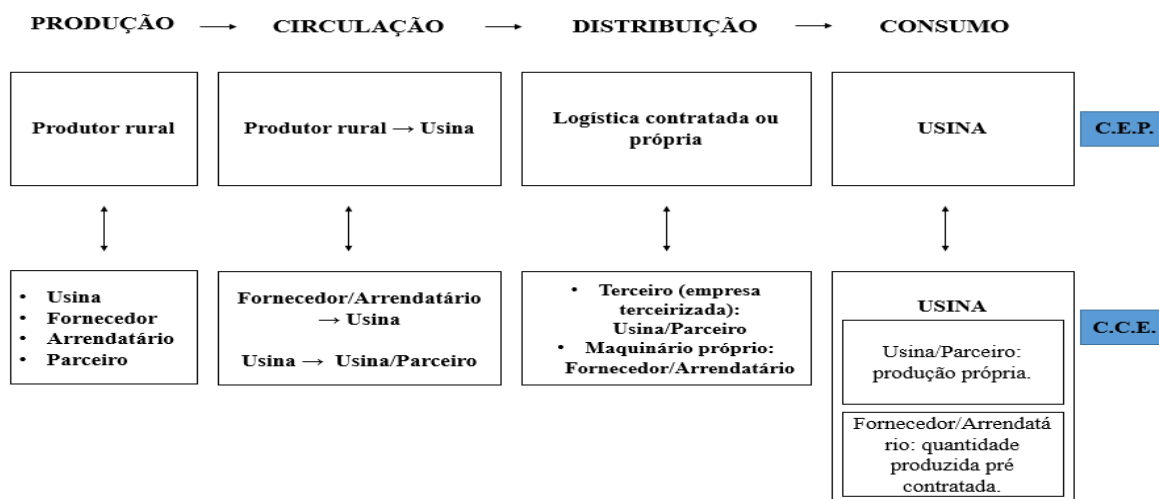 PRODUÇÃO → CIRCULAÇÃO → DISTRIBUIÇÃO → CONSUMO
Produtor rural
Produtor rural → Usina
Logística contratada ou
própria
USINA
C.E.P.
• Usina
• Fornecedor
• Arrendatário
• Parceiro
Fornecedor/Arrendatário
→ Usina
Usina → Usina/Parceiro
• Terceiro (empresa
terceirizada):
Usina/Parceiro
• Maquinário próprio:
Fornecedor/Arrendatário
USINA
Usina/Parceiro:
produção própria.
Fornecedor/Arrendatá
rio: quantidade
produzida pré
contratada.
C.C.E.